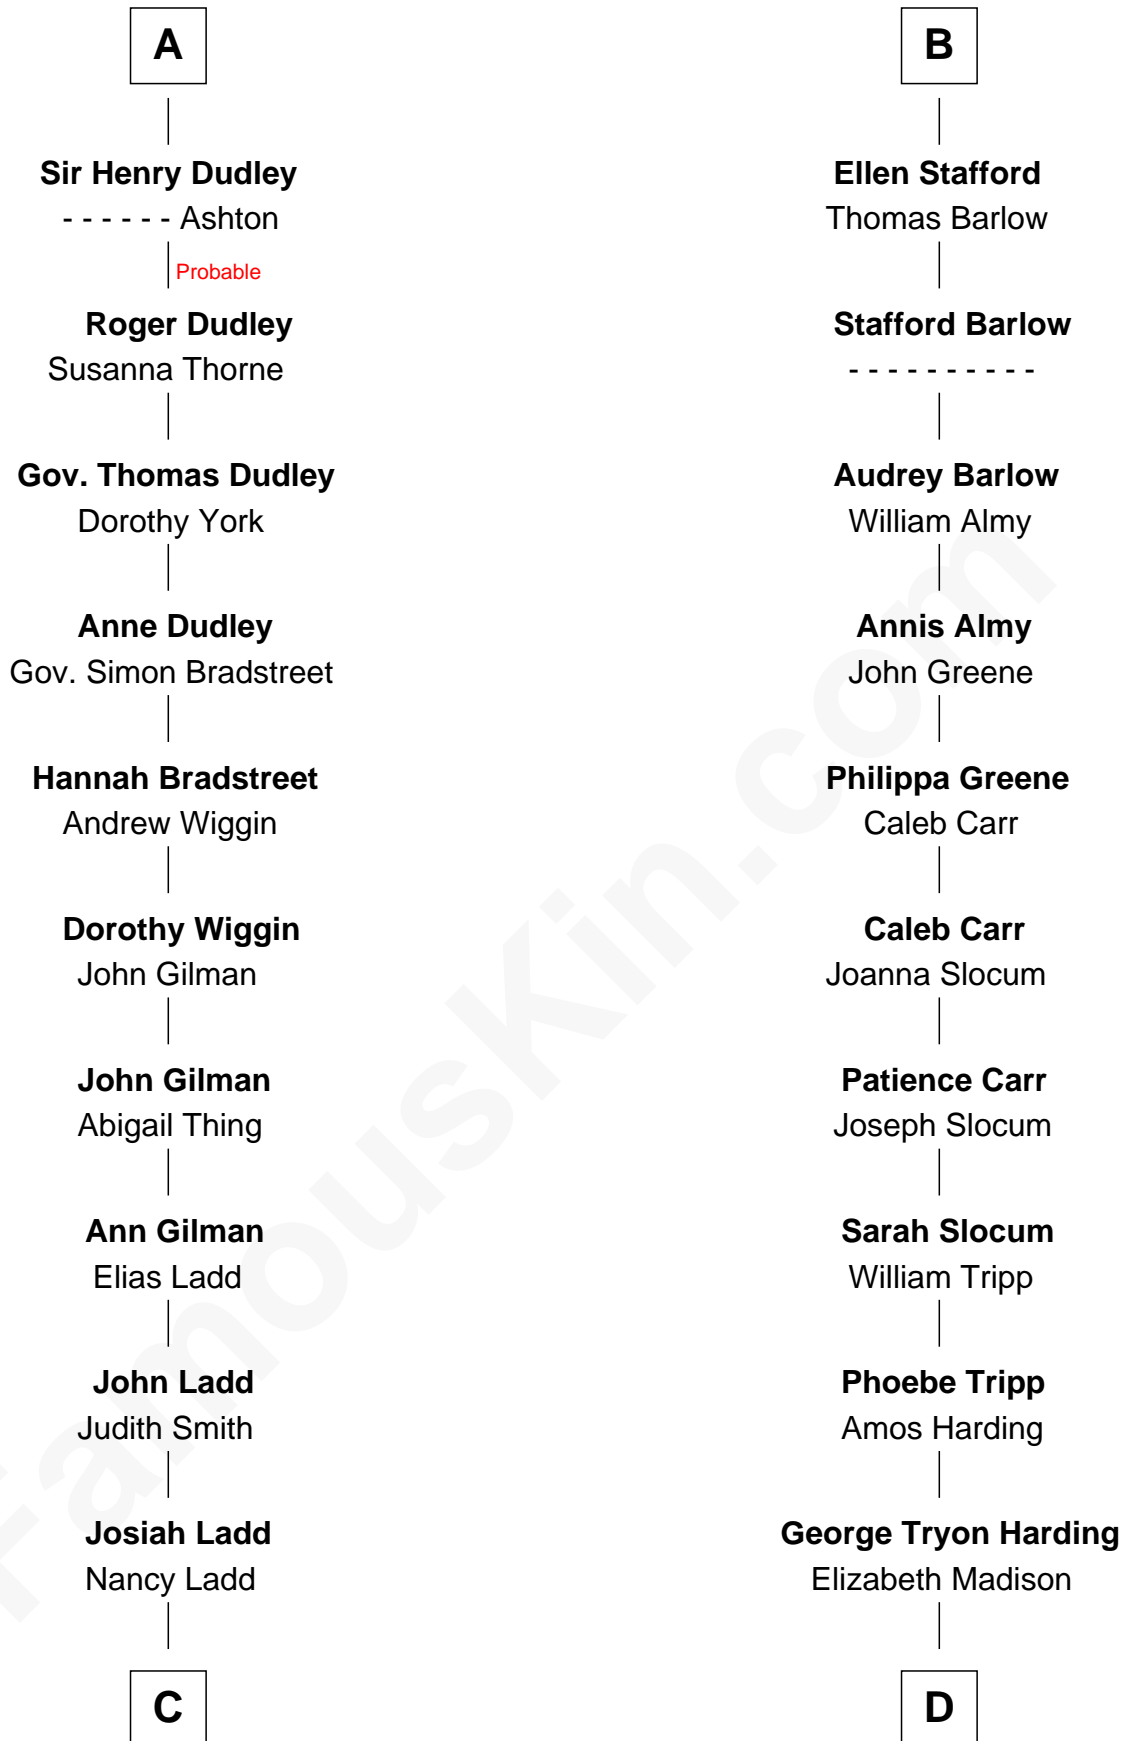 A
Sir Henry Dudley
- - - - - - Ashton
Probable
Roger Dudley
Susanna Thorne
Gov. Thomas Dudley
Dorothy York
Anne Dudley
Gov. Simon Bradstreet
Hannah Bradstreet
Andrew Wiggin
Dorothy Wiggin
John Gilman
John Gilman
Abigail Thing
Ann Gilman
Elias Ladd
John Ladd
Judith Smith
Josiah Ladd
Nancy Ladd
C
B
Ellen Stafford
Thomas Barlow
Stafford Barlow
- - - - - - - - - -
Audrey Barlow
William Almy
Annis Almy
John Greene
Philippa Greene
Caleb Carr
Caleb Carr
Joanna Slocum
Patience Carr
Joseph Slocum
Sarah Slocum
William Tripp
Phoebe Tripp
Amos Harding
George Tryon Harding
Elizabeth Madison
D
FamousKin.com